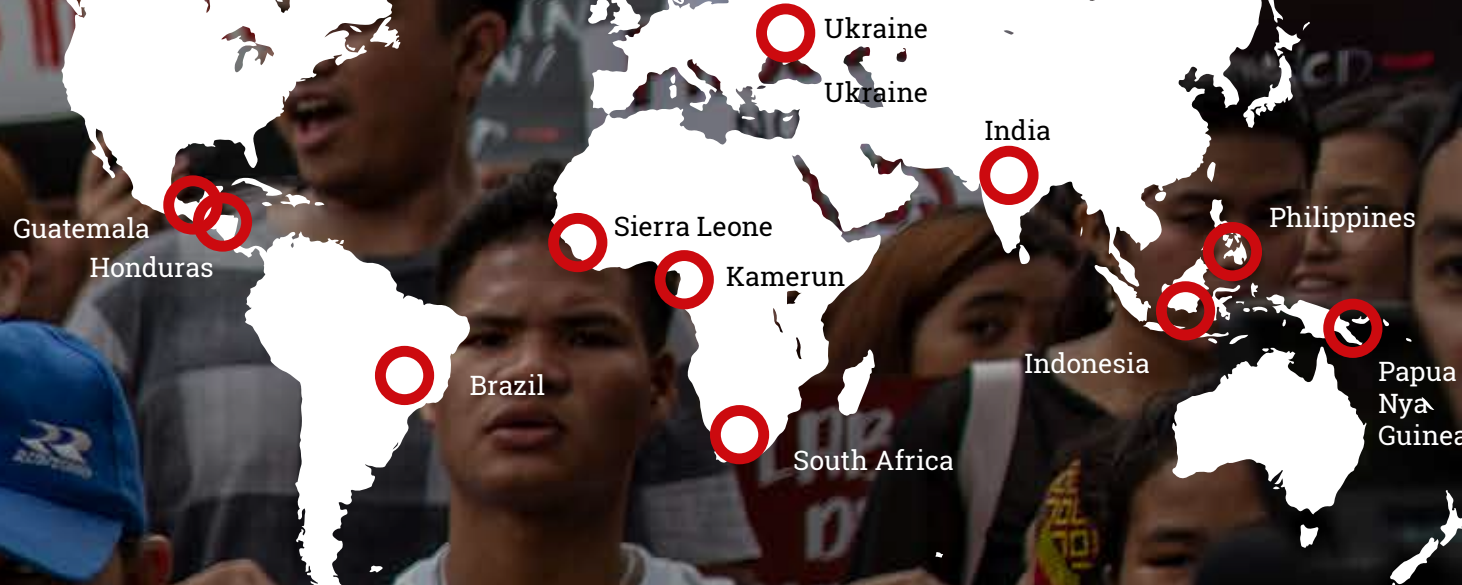 Ukraine
Ukraine
India
Guatemala
Sierra Leone
Philippines
Honduras
Kamerun
Indonesia
Brazil
Papua
Nya
Guinea
South Africa